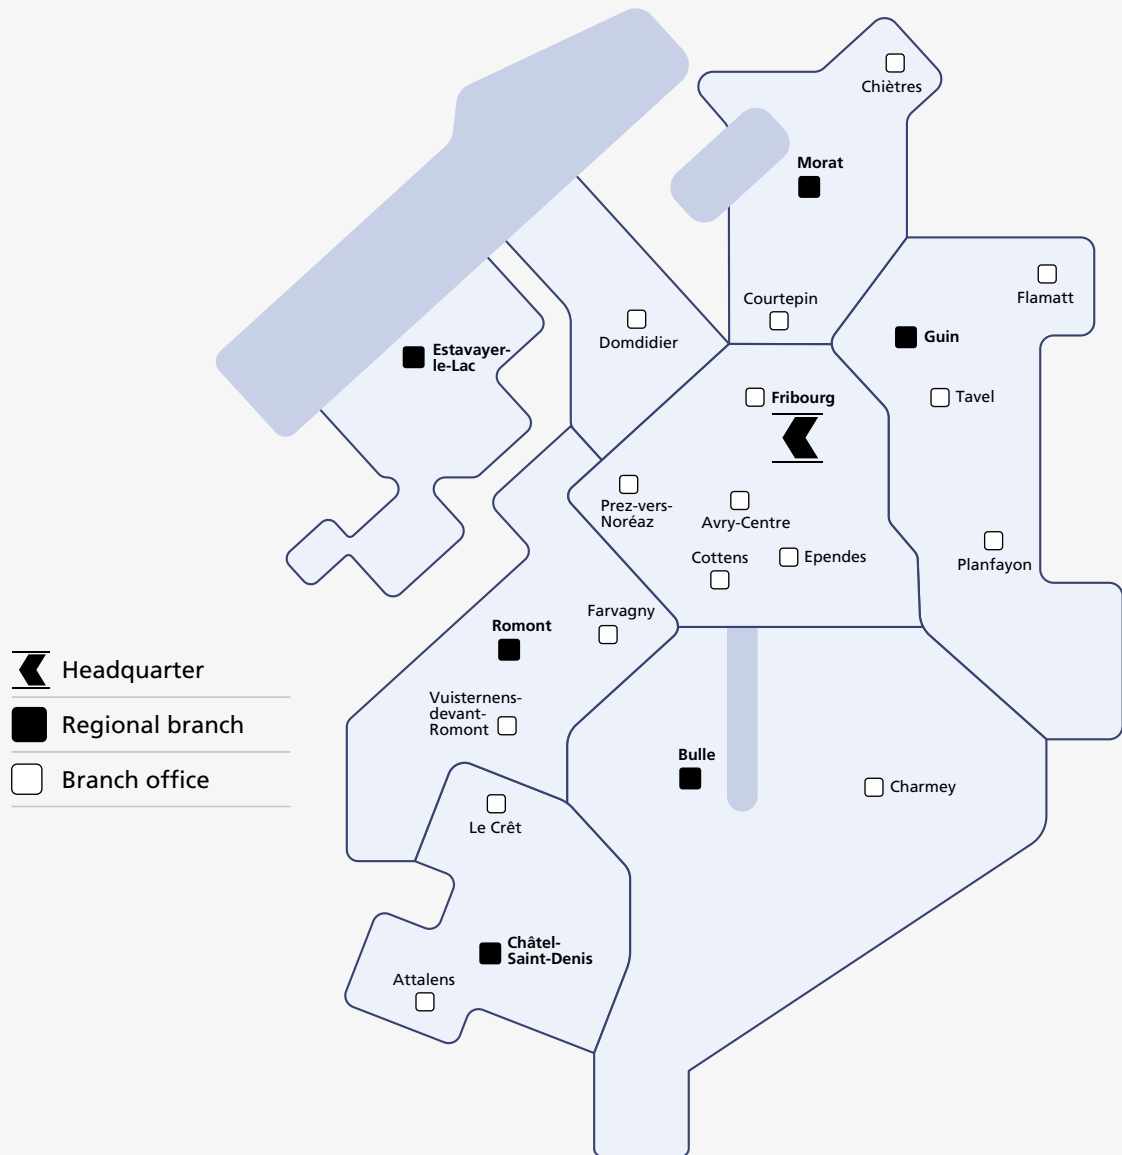 Chiètres
Morat
Courtepin
Flamatt
Guin
Domdidier
Estavayer-
le-Lac
Fribourg
Tavel
Prez-vers-
Noréaz
Avry-Centre
Cottens
Ependes
Planfayon
Farvagny
Romont
Vuisternens-
devant-
Romont
Headquarter
Regional branch
Branch office
Bulle
Charmey
Le Crêt
Châtel-
Saint-Denis
Attalens